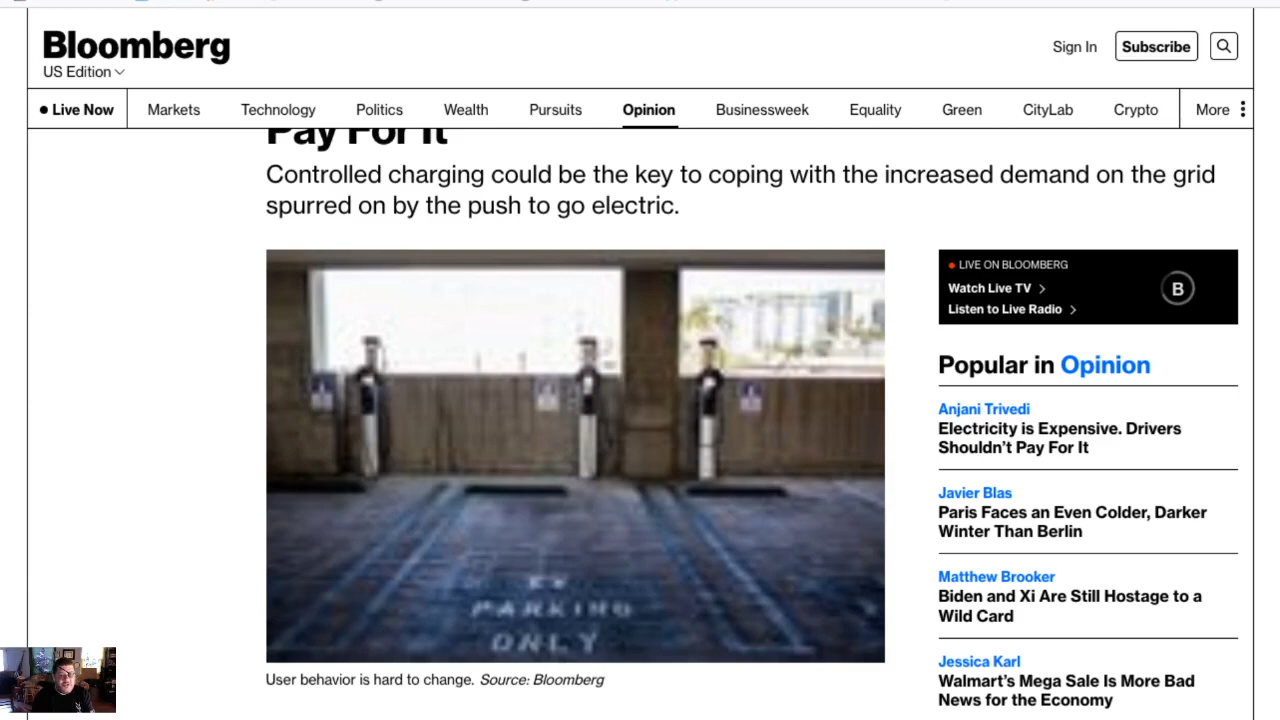 Bloomberg
US Edition
Sign In
Subscribe
Live Now
Markets
Technology
Politics
Wealth
Pursuits
Opinion
Businessweek
Equality
Green
CityLab
Crypto
More
Pay For It
Controlled charging could be the key to coping with the increased demand on the grid
spurred on by the push to go electric.
PARKING
ONLY
User behavior is hard to change. Source: Bloomberg
LIVE ON BLOOMBERG
Watch Live TV
B
Listen to Live Radio
Popular in Opinion
Anjani Trivedi
Electricity is Expensive. Drivers
Shouldn't Pay For It
Javier Blas
Paris Faces an Even Colder, Darker
Winter Than Berlin
Matthew Brooker
Biden and Xi Are Still Hostage to a
Wild Card
Jessica Karl
Walmart's Mega Sale Is More Bad
News for the Economy